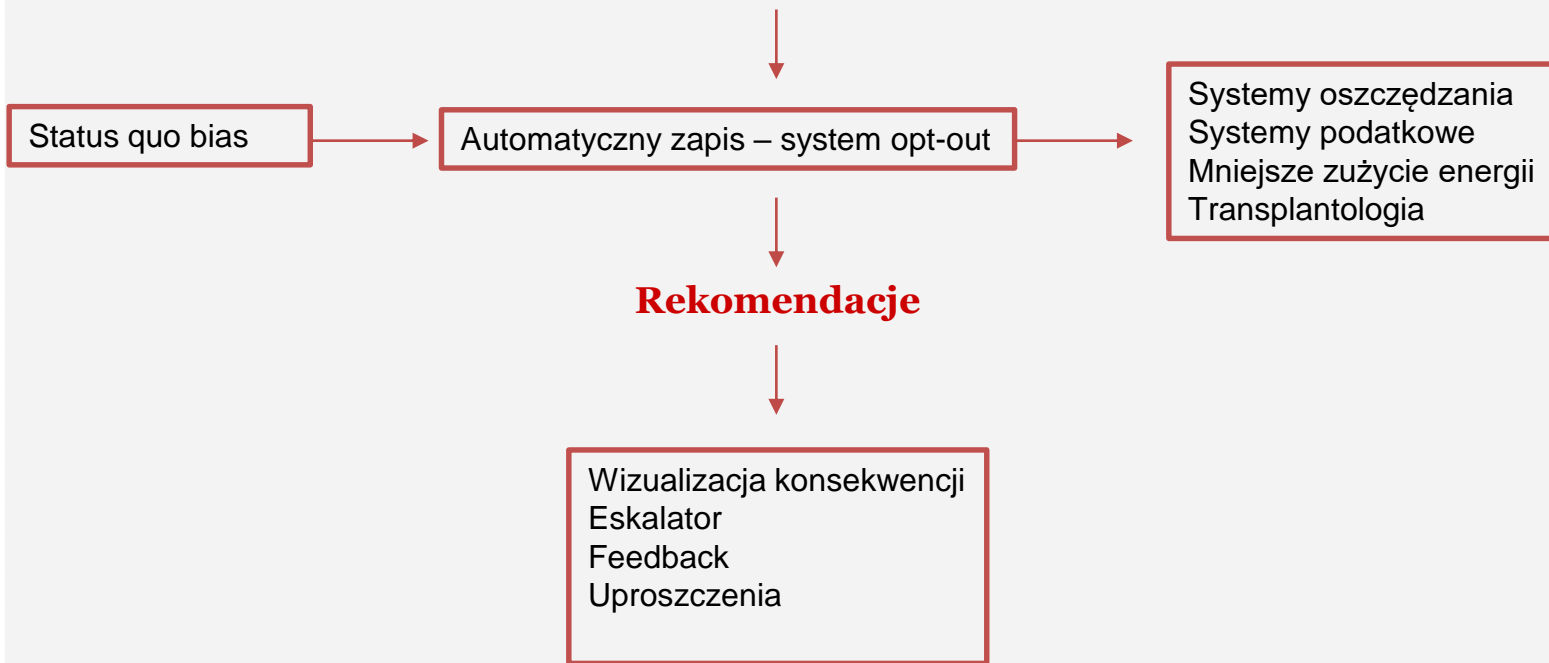 Status quo bias
Automatyczny zapis – system opt-out
Systemy oszczędzania
Systemy podatkowe
Mniejsze zużycie energii
Transplantologia
Rekomendacje
Wizualizacja konsekwencji
Eskalator
Feedback
Uproszczenia